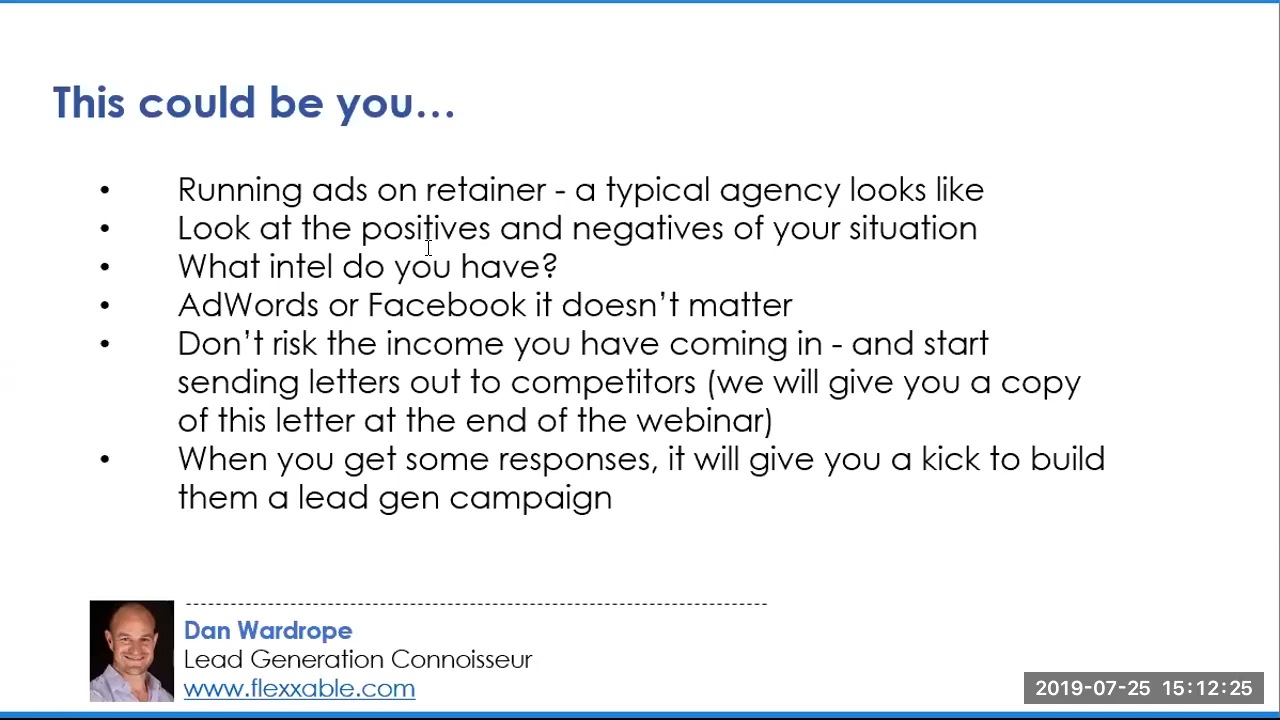 This could be you...
• Running ads on retainer - a typical agency looks like
• Look at the positives and negatives of your situation
• What intel do you have?
• AdWords or Facebook it doesn't matter
• Don't risk the income you have coming in - and start
sending letters out to competitors (we will give you a copy
of this letter at the end of the webinar)
• When you get some responses, it will give you a kick to build
them a lead gen campaign
Dan Wardrope
Lead Generation Connoisseur
www.flexxable.com
2019-07-25 15:12:25